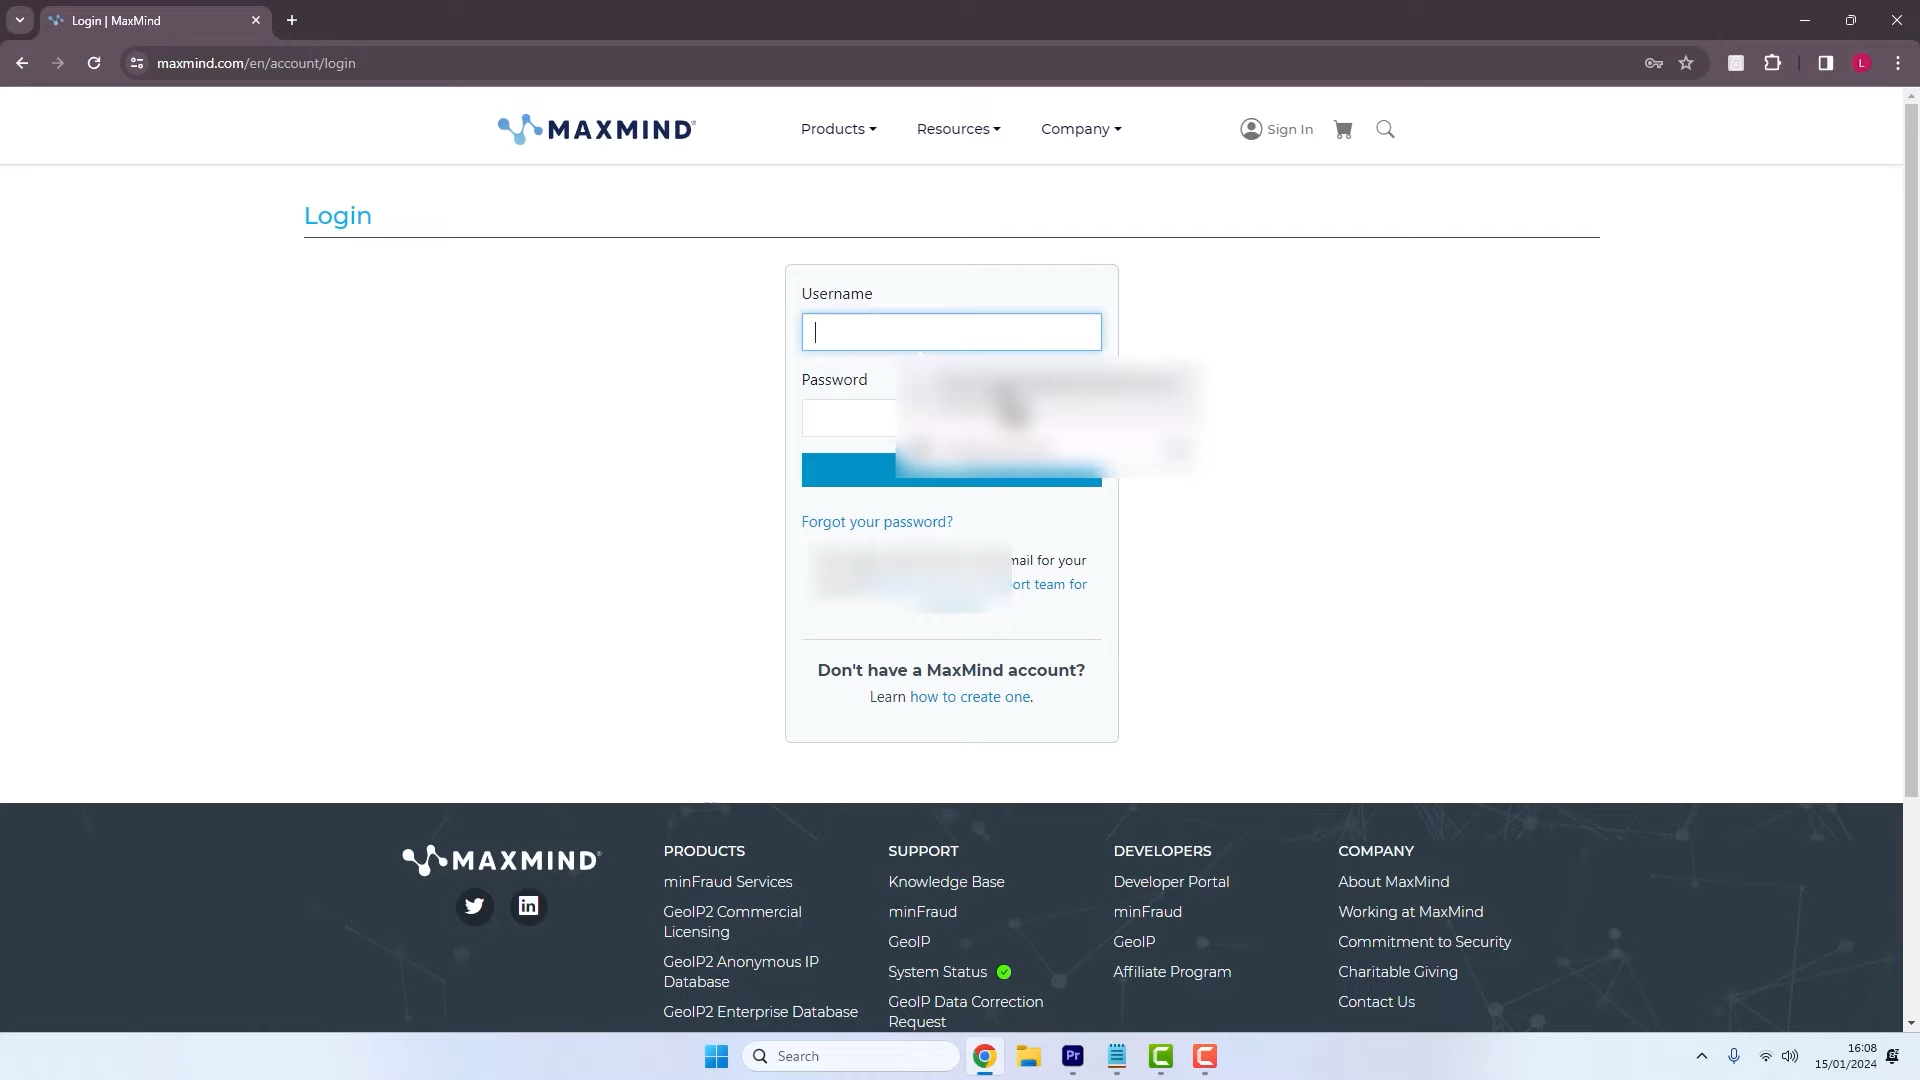 Login | MaxMind
maxmind.com/en/account/login
L
MAXMIND
Products
Resources
Company
Sign In
Login
Username
Password
Forgot your password?
mail for your
ort team for
Don't have a MaxMind account?
Learn how to create one.
MAXMIND
PRODUCTS
minFraud Services
GeoIP2 Commercial
Licensing
GeoIP2 Anonymous IP
Database
GeoIP2 Enterprise Database
SUPPORT
Knowledge Base
minFraud
GeoIP
System Status
GeoIP Data Correction
Request
DEVELOPERS
Developer Portal
minFraud
GeoIP
Affiliate Program
COMPANY
About MaxMind
Working at MaxMind
Commitment to Security
Charitable Giving
Contact Us
Search
Pr
16:08
15/01/2024